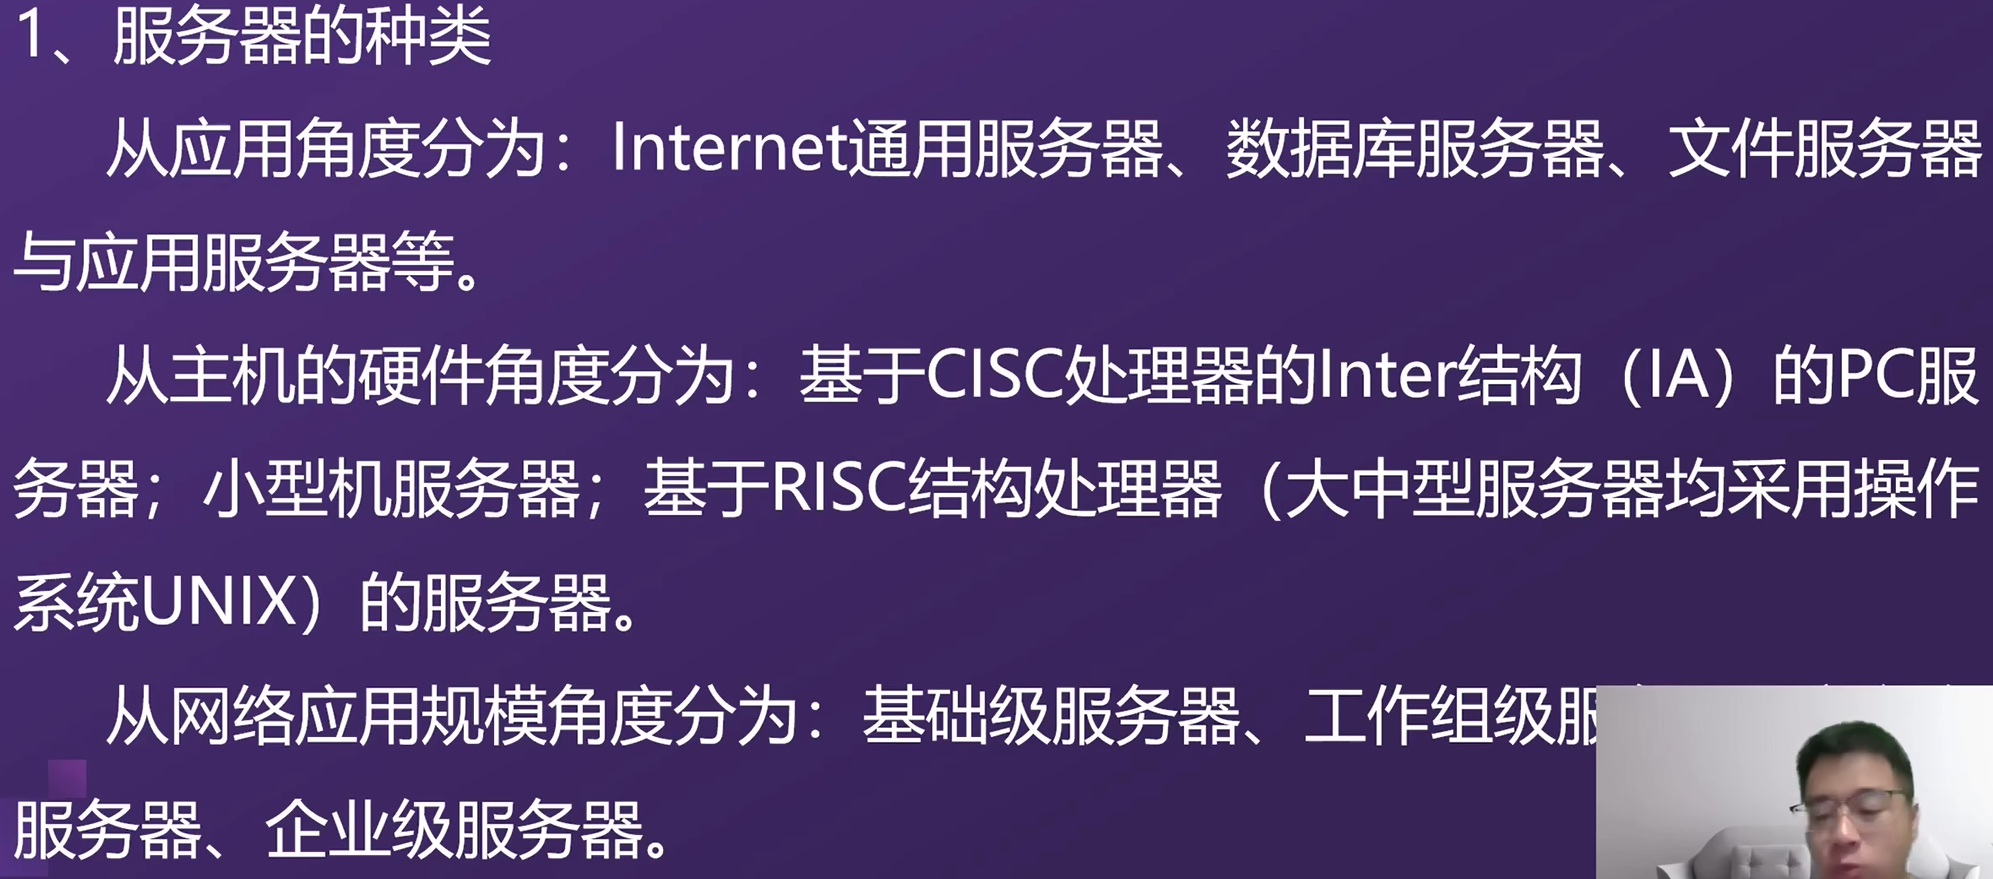 1、服务器的种类
从应用角度分为：Internet通用服务器、数据库服务器、文件服务器
与应用服务器等。
从主机的硬件角度分为：基于CISC处理器的Inter结构（IA）的PC服
务器；小型机服务器；基于RISC结构处理器（大中型服务器均采用操作
系统UNIX）的服务器。
从网络应用规模角度分为：基础级服务器、工作组级服
服务器、企业级服务器。